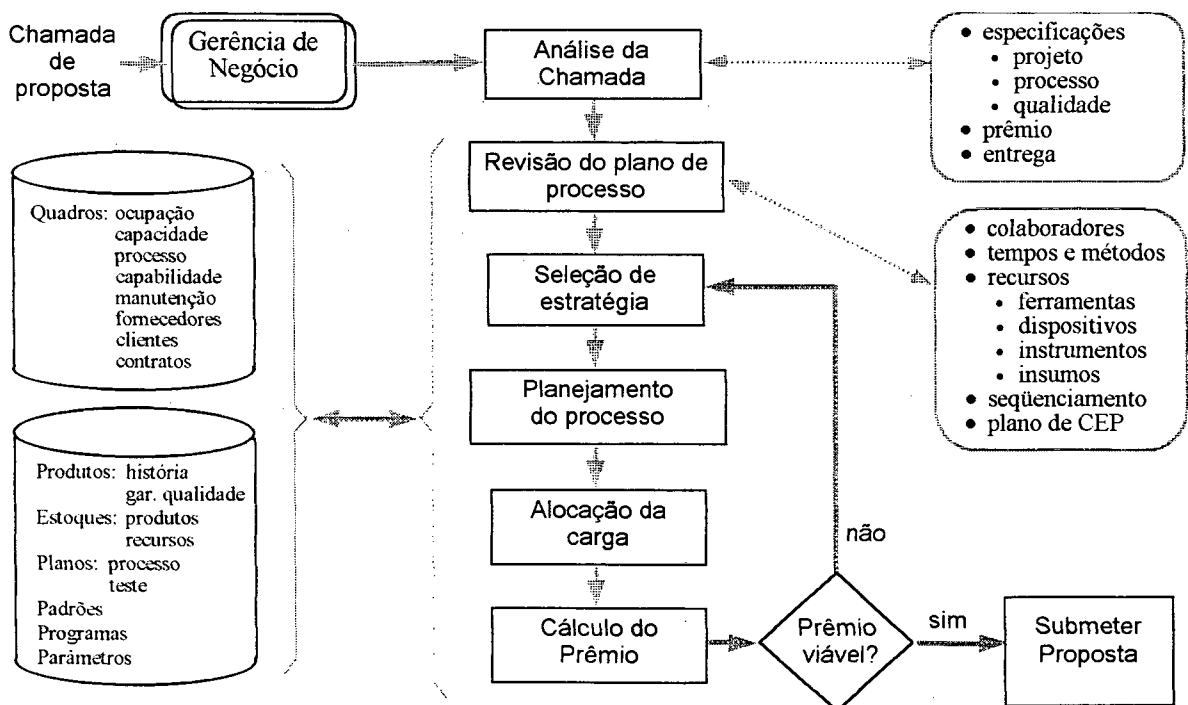 Chamada
de
proposta
Gerência de
Negócio
Análise da
Chamada
• especificações
• projeto
• processo
• qualidade
• prêmio
• entrega
Revisão do plano de
processo
Quadros: ocupação
capacidade
processo
capabilidade
manutenção
fornecedores
clientes
contratos
• colaboradores
• tempos e métodos
• recursos
• ferramentas
• dispositivos
• instrumentos
• insumos
• seqüenciamento
• plano de CEP
Seleção de
estratégia
Planejamento
do processo
Produtos: história
gar. qualidade
Estoques: produtos
recursos
Planos: processo
teste
Padrões
Programas
Parâmetros
Alocação da
carga
não
Cálculo do
Prêmio
Prêmio
viável?
sim
Submeter
Proposta